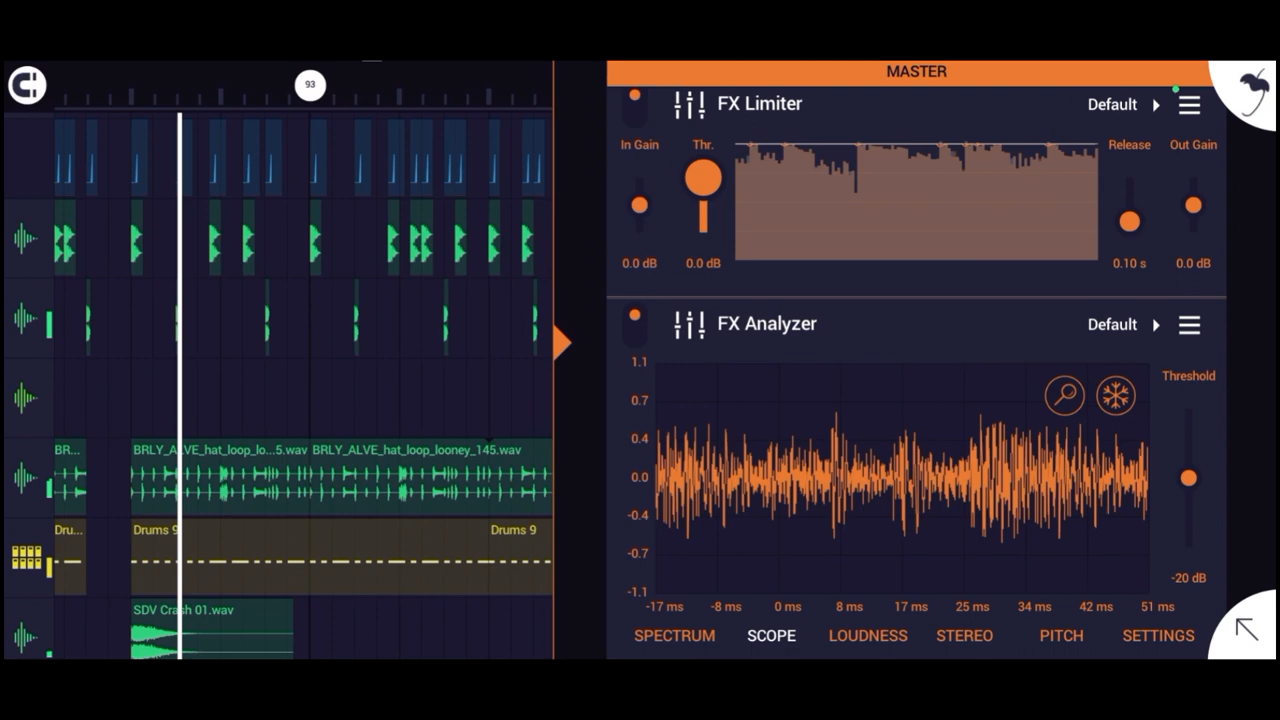 93
MASTER
FX Limiter
Default
In Gain
Thr.
Release
Out Gain
0.0 dB
0.0 dB
0.10 s
0.0 dB
FX Analyzer
Default
1.1
0.7
0.4
0.0
-0.4
-0.7
-1.1
Threshold
-20 dB
-17 ms -8 ms 0 ms 8 ms 17 ms 25 ms 34 ms 42 ms 51 ms
SPECTRUM SCOPE LOUDNESS STEREO PITCH SETTINGS
BR... BRLY_ALVE_hat_loop_lo...5.wav BRLY_ALVE_hat_loop_looney_145.wav
Dru... Drums 9 Drums 9
SDV Crash 01.wav